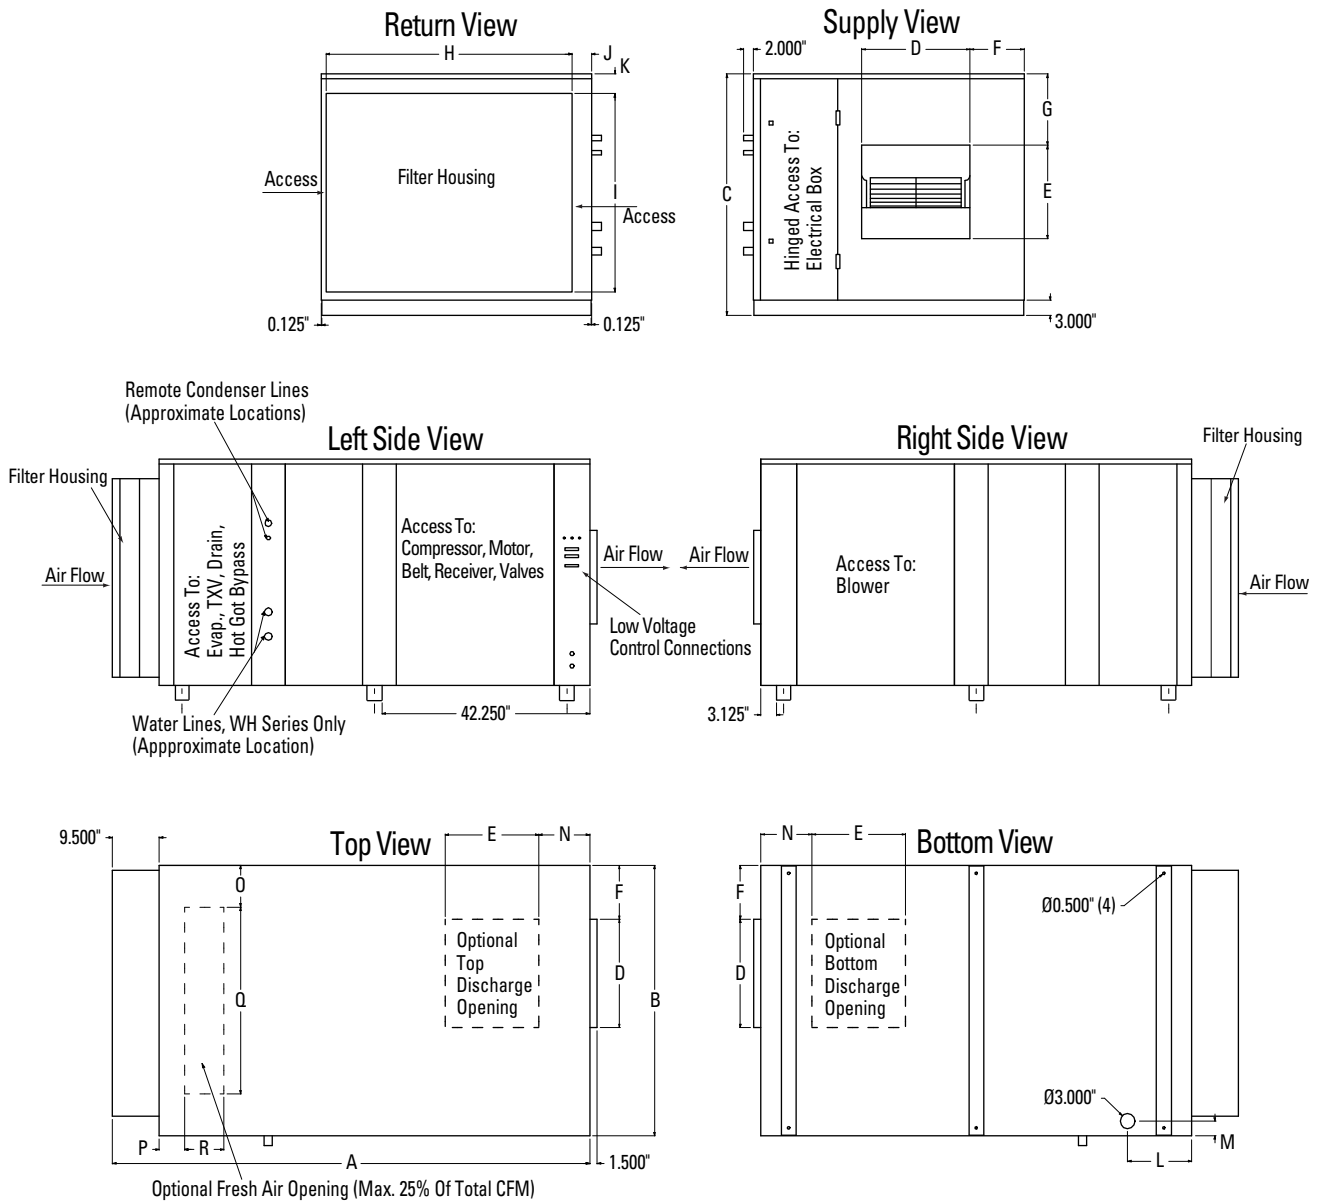 Return View
H
J
K
Access
Filter Housing
I
Access
0.125"
0.125"
Supply View
2.000"
D
F
G
C
E
Hinged Access To:
Electrical Box
3.000"
Remote Condenser Lines
(Approximate Locations)
Left Side View
Filter Housing
Air Flow
Access To:
Evap., TXV, Drain,
Hot Got Bypass
Access To:
Compressor, Motor,
Belt, Receiver, Valves
Air Flow
Low Voltage
Control Connections
42.250"
Water Lines, WH Series Only
(Appproximate Location)
Right Side View
Filter Housing
Air Flow
Access To:
Blower
Air Flow
3.125"
9.500"
Top View
E
N
O
F
Optional
Top
Discharge
Opening
Q
D
B
P
R
A
1.500"
Optional Fresh Air Opening (Max. 25% Of Total CFM)
Bottom View
N
E
F
Ø0.500" (4)
D
Optional
Bottom
Discharge
Opening
Ø3.000"
M
L